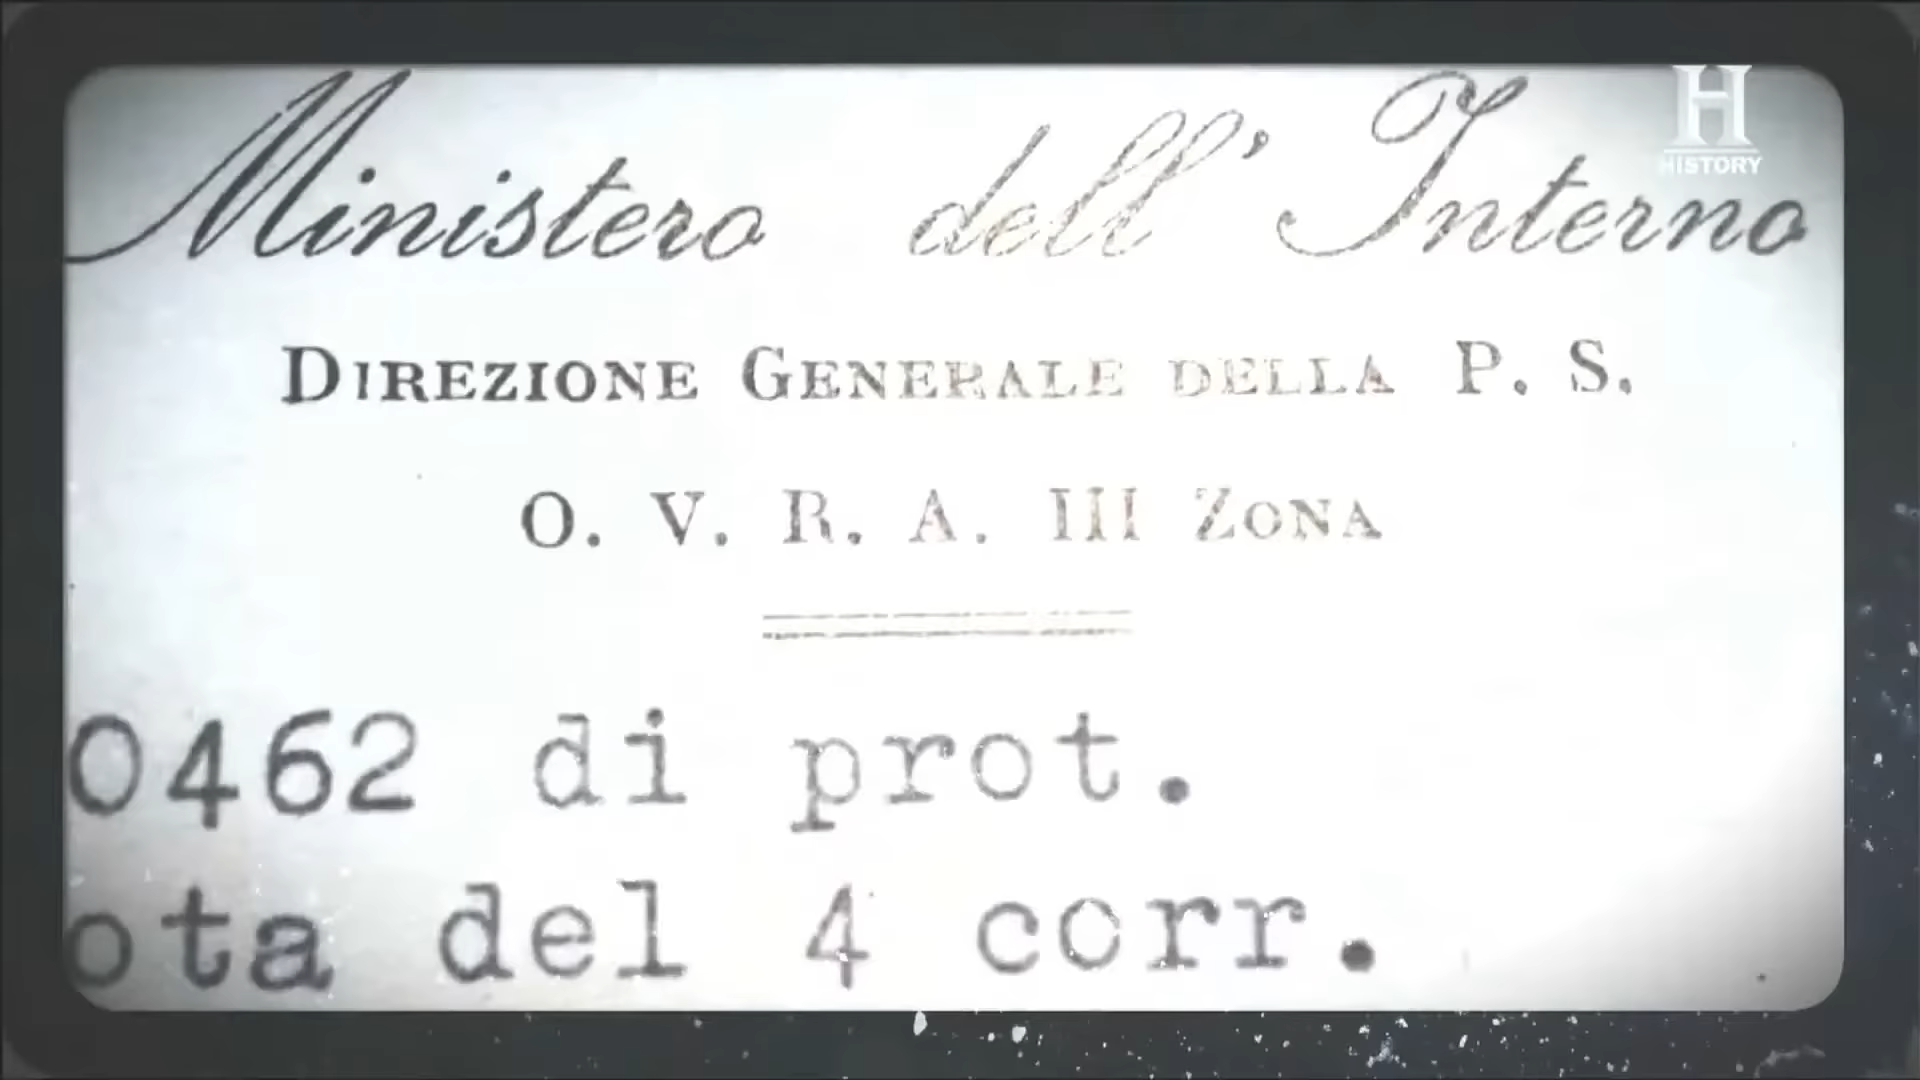 H
HISTORY
Ministero dell' Interno
DIREZIONE GENERALE DELLA P. S.
O. V. R. A. III ZONA
0462 di prot.
ota del 4 corr.